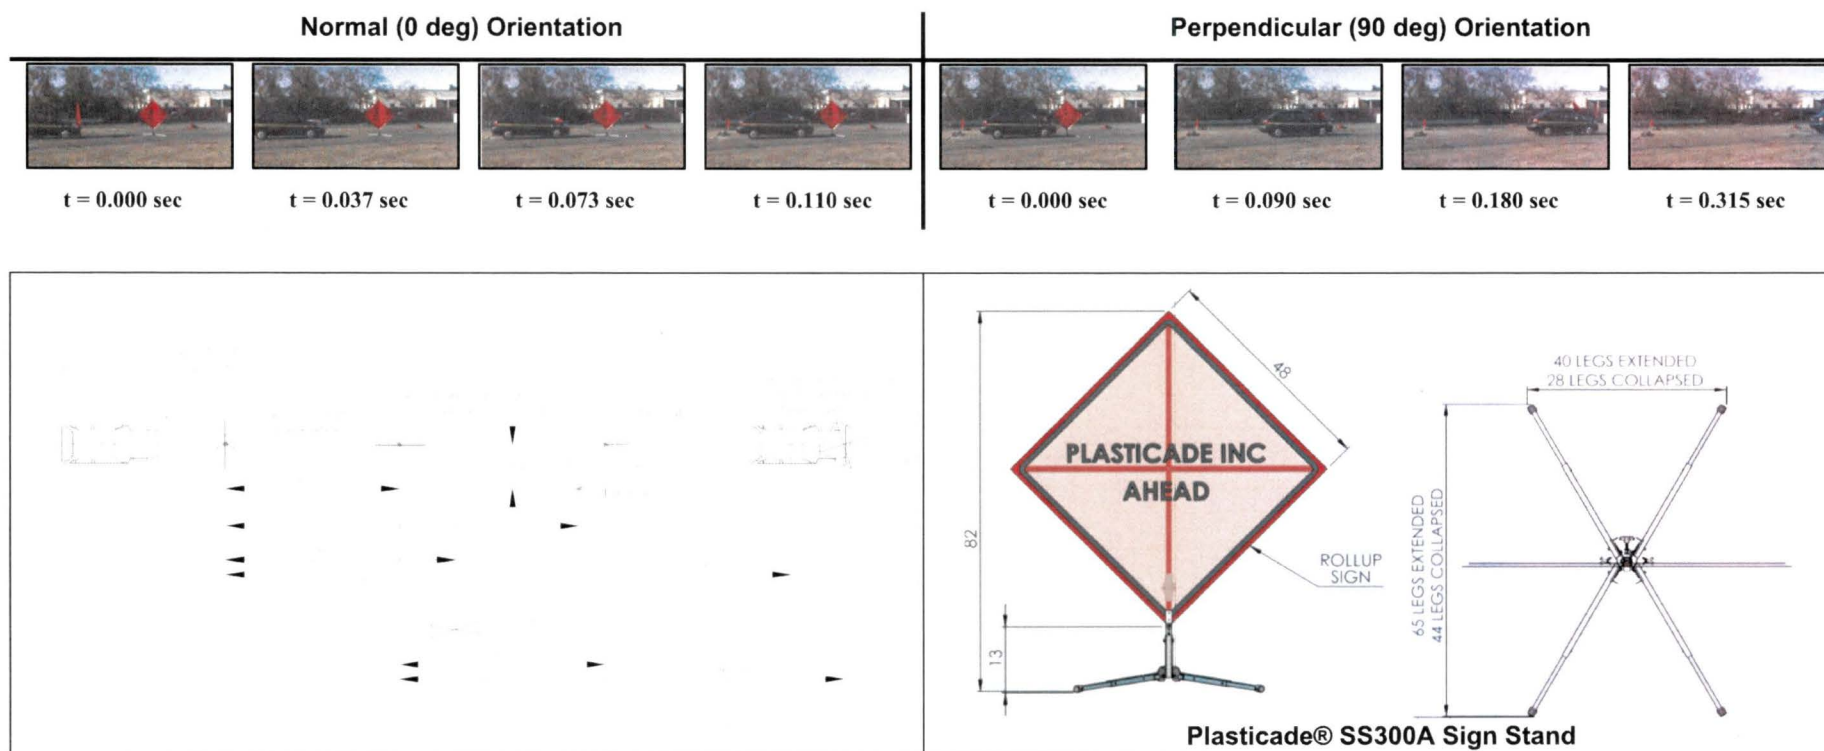 Normal (0 deg) Orientation
Perpendicular (90 deg) Orientation
t = 0.000 sec
t = 0.037 sec
t = 0.073 sec
t = 0.110 sec
t = 0.000 sec
t = 0.090 sec
t = 0.180 sec
t = 0.315 sec
48
40 LEGS EXTENDED
28 LEGS COLLAPSED
PLASTICADE INC
AHEAD
82
ROLLUP
SIGN
65 LEGS EXTENDED
44 LEGS COLLAPSED
13
Plasticade® SS300A Sign Stand